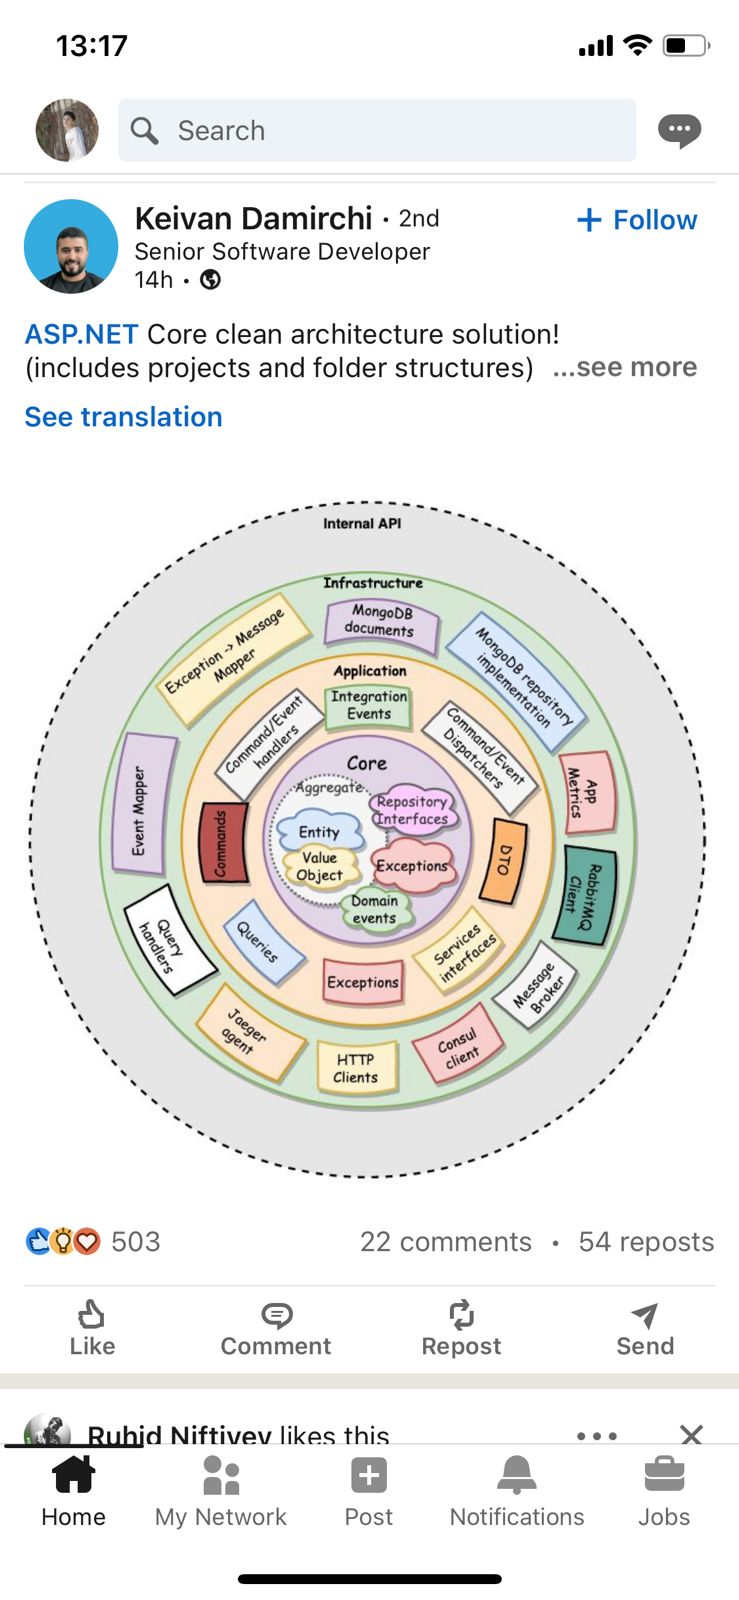 13:17
Search
Keivan Damirchi • 2nd
+ Follow
Senior Software Developer
14h •
ASP.NET Core clean architecture solution!
(includes projects and folder structures) ...see more
See translation
Internal API
Infrastructure
MongoDB
documents
Exception -> Message
Mapper
MongoDB repository
implementation
Application
Integration
Events
Command/Event
handlers
Command/Event
Dispatchers
Core
Aggregate
Repository
Interfaces
Entity
Value
Object
Exceptions
Domain
events
Event Mapper
Commands
DTO
App
Metrics
RabbitMQ
Client
Query
handlers
Queries
Exceptions
Services
interfaces
Message
Broker
Jaeger
agent
HTTP
Clients
Consul
client
503
22 comments • 54 reposts
Like
Comment
Repost
Send
Ruhid Niftiyev likes this
Home
My Network
Post
Notifications
Jobs